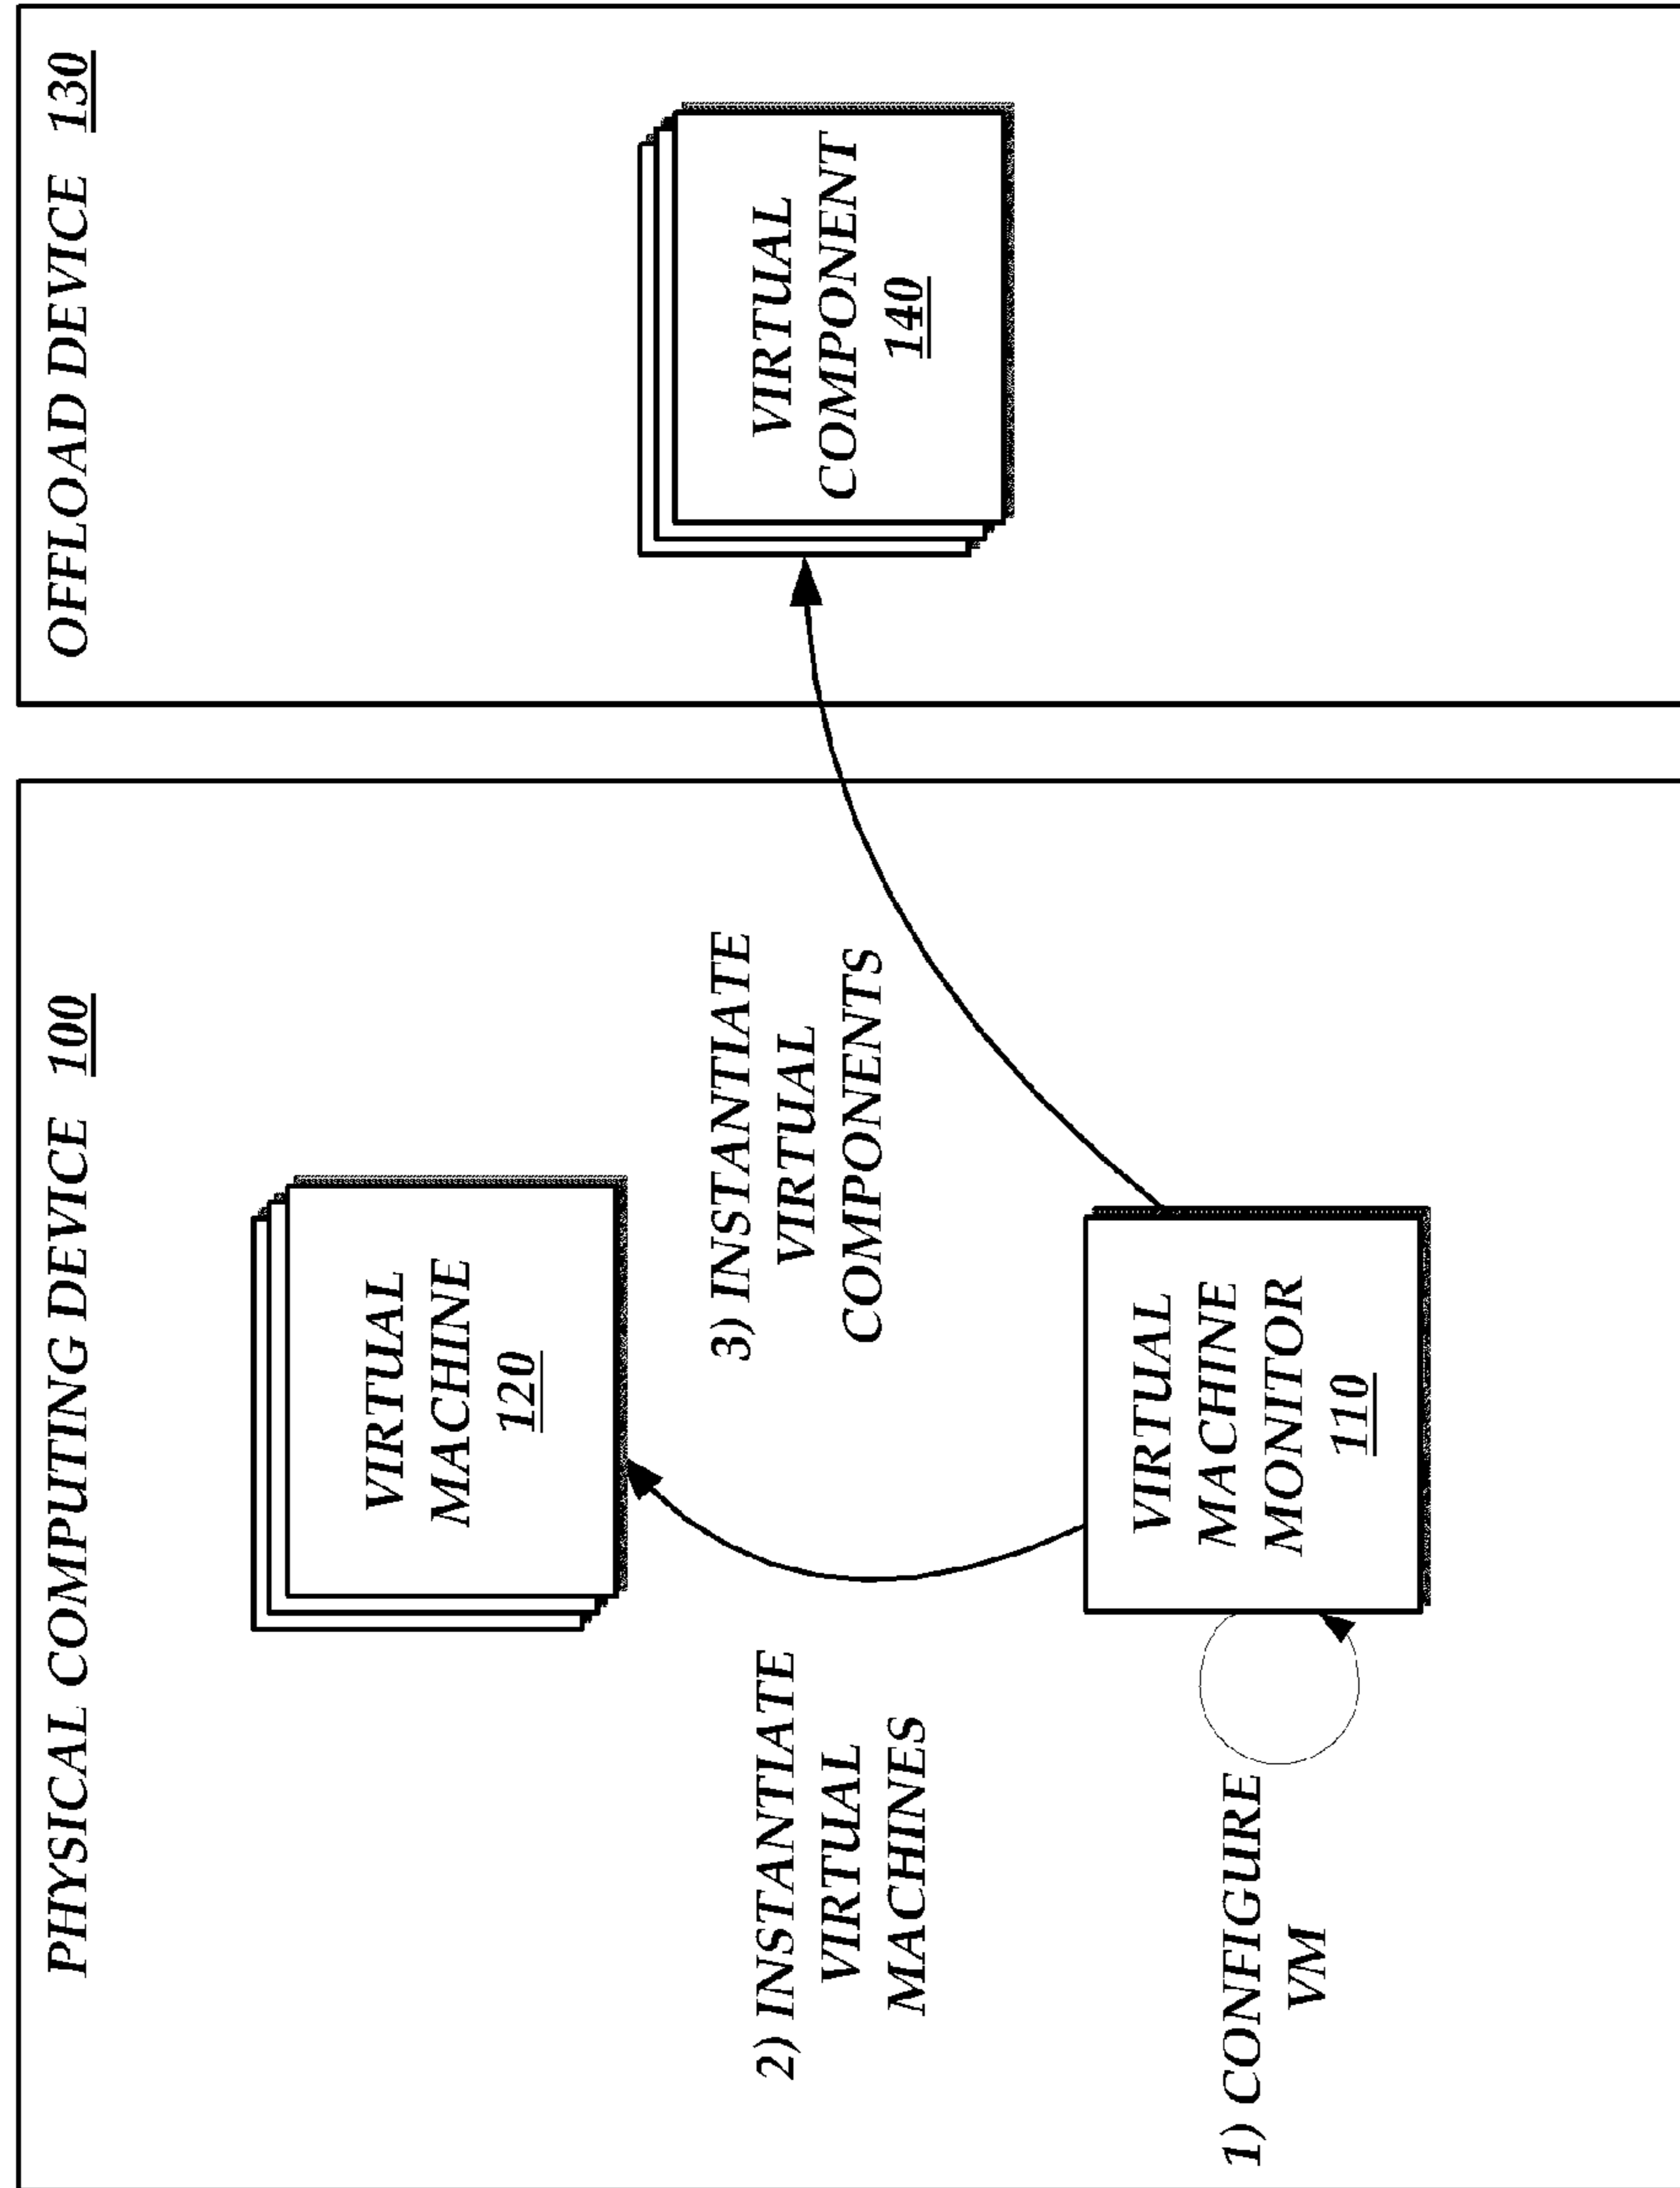 PHYSICAL COMPUTING DEVICE 100
OFFLOAD DEVICE 130
VIRTUAL
MACHINE
120
VIRTUAL
COMPONENT
140
2) INSTANTIATE
VIRTUAL
MACHINES
3) INSTANTIATE
VIRTUAL
COMPONENTS
1) CONFIGURE
VM
VIRTUAL
MACHINE
MONITOR
110